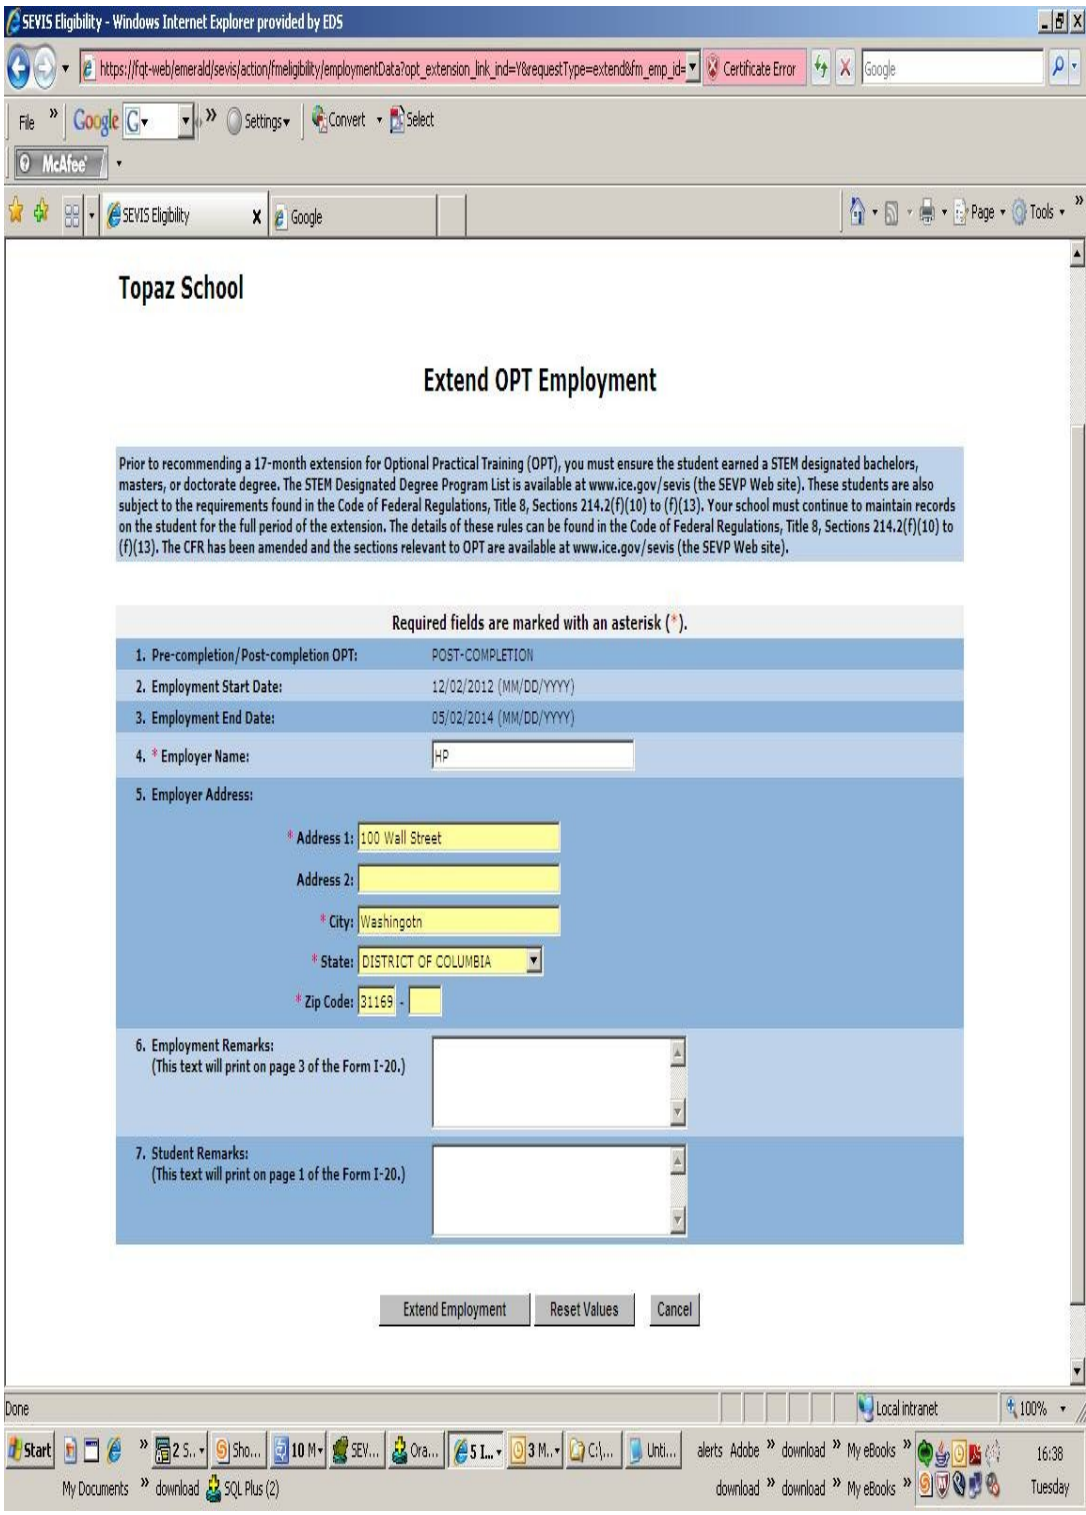 SEVIS Eligibility - Windows Internet Explorer provided by EDS
https://fqt-web/emerald/sevis/action/fmeligibility/employmentData?opt_extension_link_ind=Y&requestType=extend&fm_emp_id= Certificate Error Google
File » Google G Settings Convert Select
McAfee
SEVIS Eligibility X Google Page Tools »
Topaz School
Extend OPT Employment
Prior to recommending a 17-month extension for Optional Practical Training (OPT), you must ensure the student earned a STEM designated bachelors,
masters, or doctorate degree. The STEM Designated Degree Program List is available at www.ice.gov/sevis (the SEVP Web site). These students are also
subject to the requirements found in the Code of Federal Regulations, Title 8, Sections 214.2(f)(10) to (f)(13). Your school must continue to maintain records
on the student for the full period of the extension. The details of these rules can be found in the Code of Federal Regulations, Title 8, Sections 214.2(f)(10) to
(f)(13). The CFR has been amended and the sections relevant to OPT are available at www.ice.gov/sevis (the SEVP Web site).
Required fields are marked with an asterisk (*).
1. Pre-completion/Post-completion OPT: POST-COMPLETION
2. Employment Start Date: 12/02/2012 (MM/DD/YYYY)
3. Employment End Date: 05/02/2014 (MM/DD/YYYY)
4. * Employer Name: HP
5. Employer Address:
* Address 1: 100 Wall Street
Address 2:
* City: Washingotn
* State: DISTRICT OF COLUMBIA
* Zip Code: 31169 -
6. Employment Remarks:
(This text will print on page 3 of the Form I-20.)
7. Student Remarks:
(This text will print on page 1 of the Form I-20.)
Extend Employment Reset Values Cancel
Done Local intranet 100%
Start » 2 S.. Sho... 10 M SEV... Ora... 5 I... 3 M.. C:\... Unti... alerts Adobe » download » My eBooks » 16:38
My Documents » download SQL Plus (2) download » download » My eBooks » Tuesday